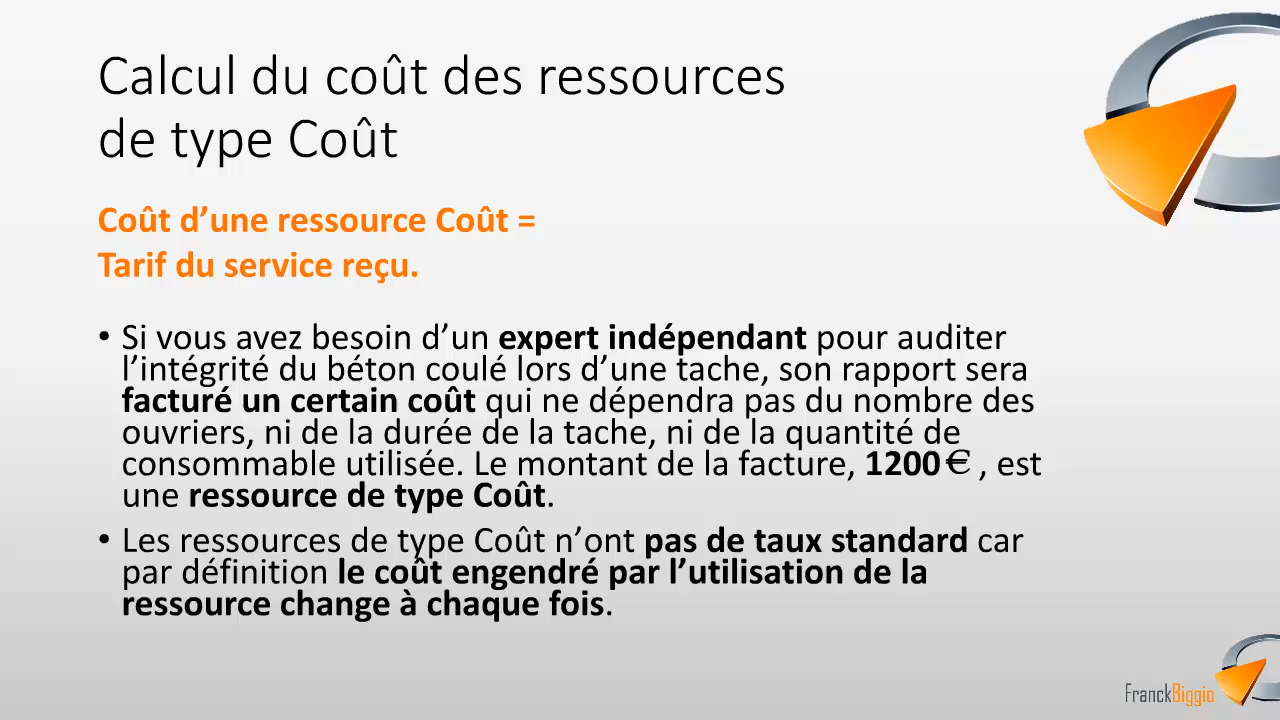 Calcul du coût des ressources
de type Coût
Coût d’une ressource Coût =
Tarif du service reçu.
• Si vous avez besoin d’un expert indépendant pour auditer
l’intégrité du béton coulé lors d’une tache, son rapport sera
facturé un certain coût qui ne dépendra pas du nombre des
ouvriers, ni de la durée de la tache, ni de la quantité de
consommable utilisée. Le montant de la facture, 1200€ , est
une ressource de type Coût.
• Les ressources de type Coût n’ont pas de taux standard car
par définition le coût engendré par l’utilisation de la
ressource change à chaque fois.
FranckBiggio